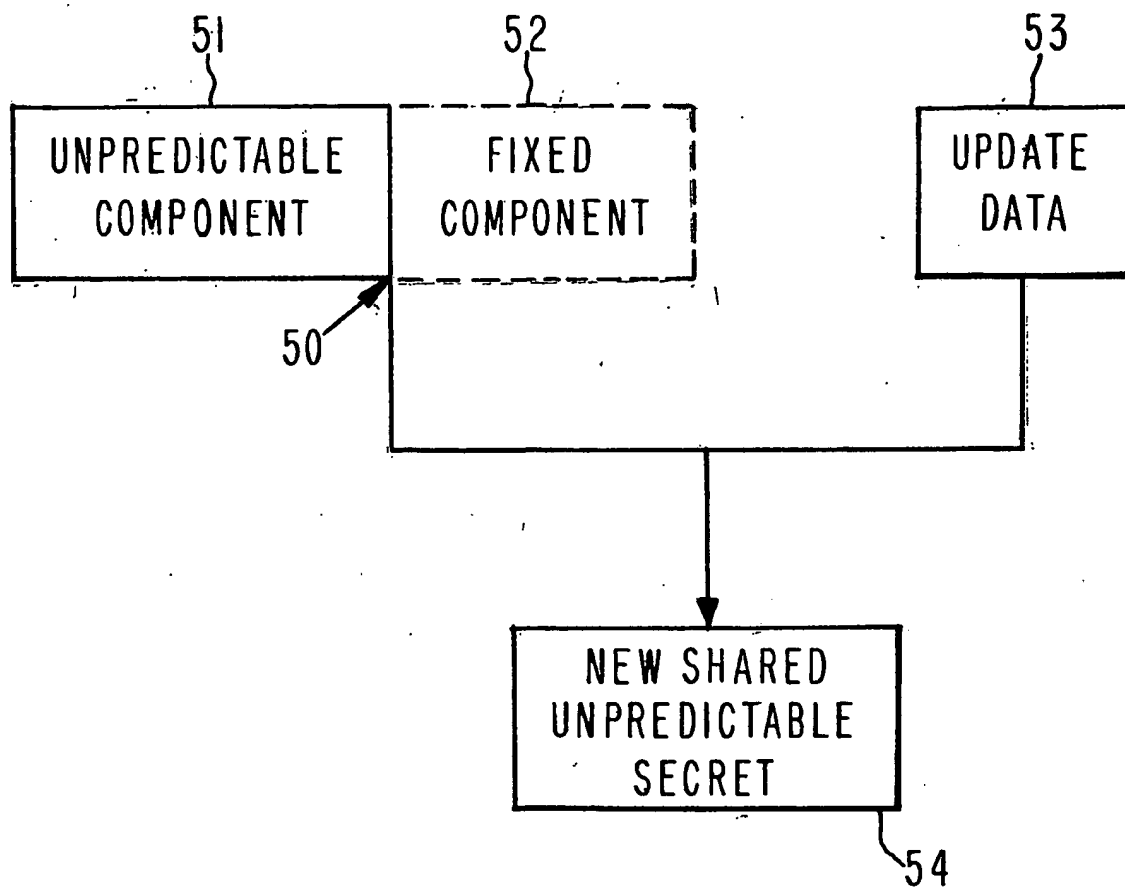 51
52
53
UNPREDICTABLE
COMPONENT
FIXED
COMPONENT
UPDATE
DATA
50
NEW SHARED
UNPREDICTABLE
SECRET
54